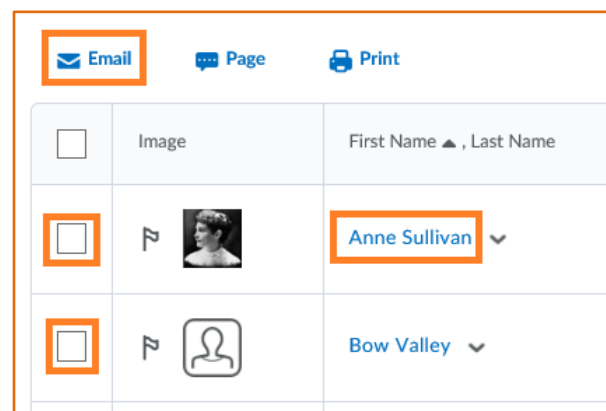 Email Page Print
Image First Name ▲ , Last Name
Anne Sullivan
Bow Valley